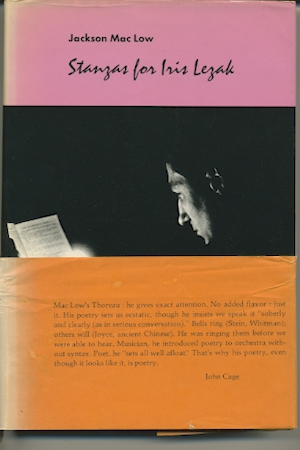 Jackson Mac Low
Stanzas for Iris Lezak
Mac Low's Thoreau: he gives exact attention. No added flavor: just
it. His poetry sets us ecstatic, though he insists we speak it "soberly
and clearly (as in serious conversation)." Bells ring (Stein, Whitman);
others will (Joyce, ancient Chinese). He was ringing them before we
were able to hear. Musician, he introduced poetry to orchestra with-
out syntax. Poet, he "sets all well afloat." That's why his poetry, even
though it looks like it, is poetry.
John Cage